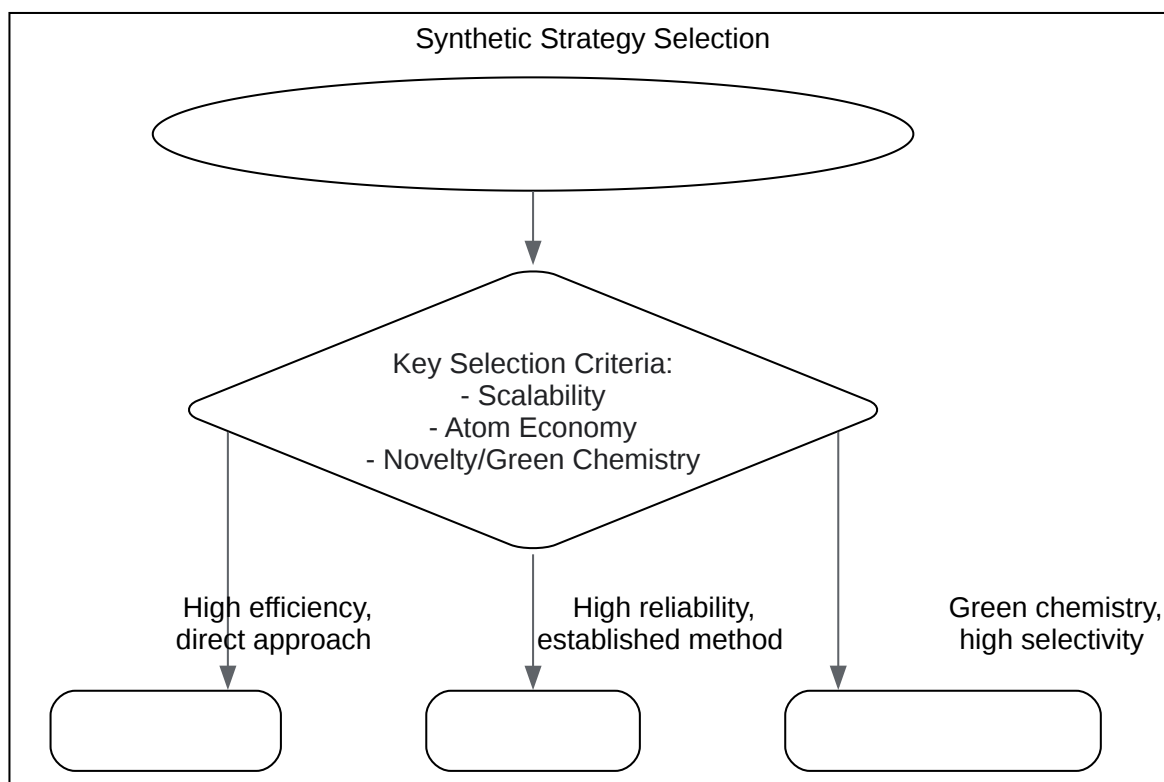 Synthetic Strategy Selection
Key Selection Criteria:
- Scalability
- Atom Economy
- Novelty/Green Chemistry
High efficiency,
direct approach
High reliability,
established method
Green chemistry,
high selectivity